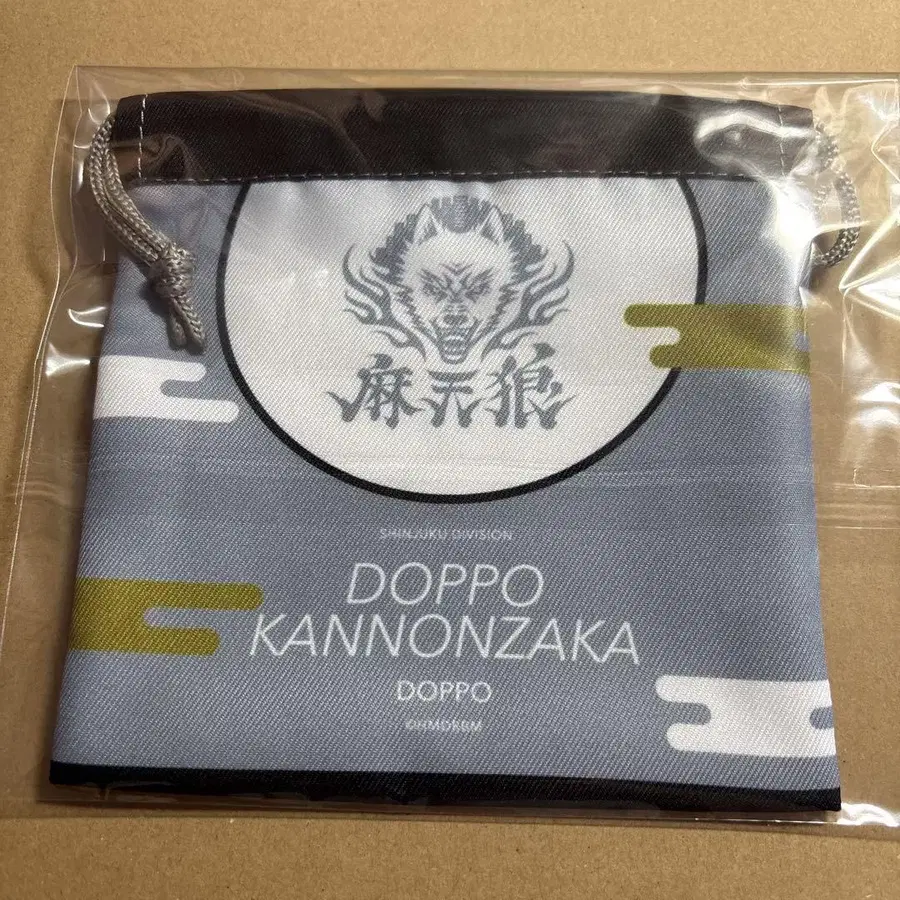 麻天狼
SHINJUKU DIVISION
DOPPO
KANNONZAKA
DOPPO
©HMDRBM